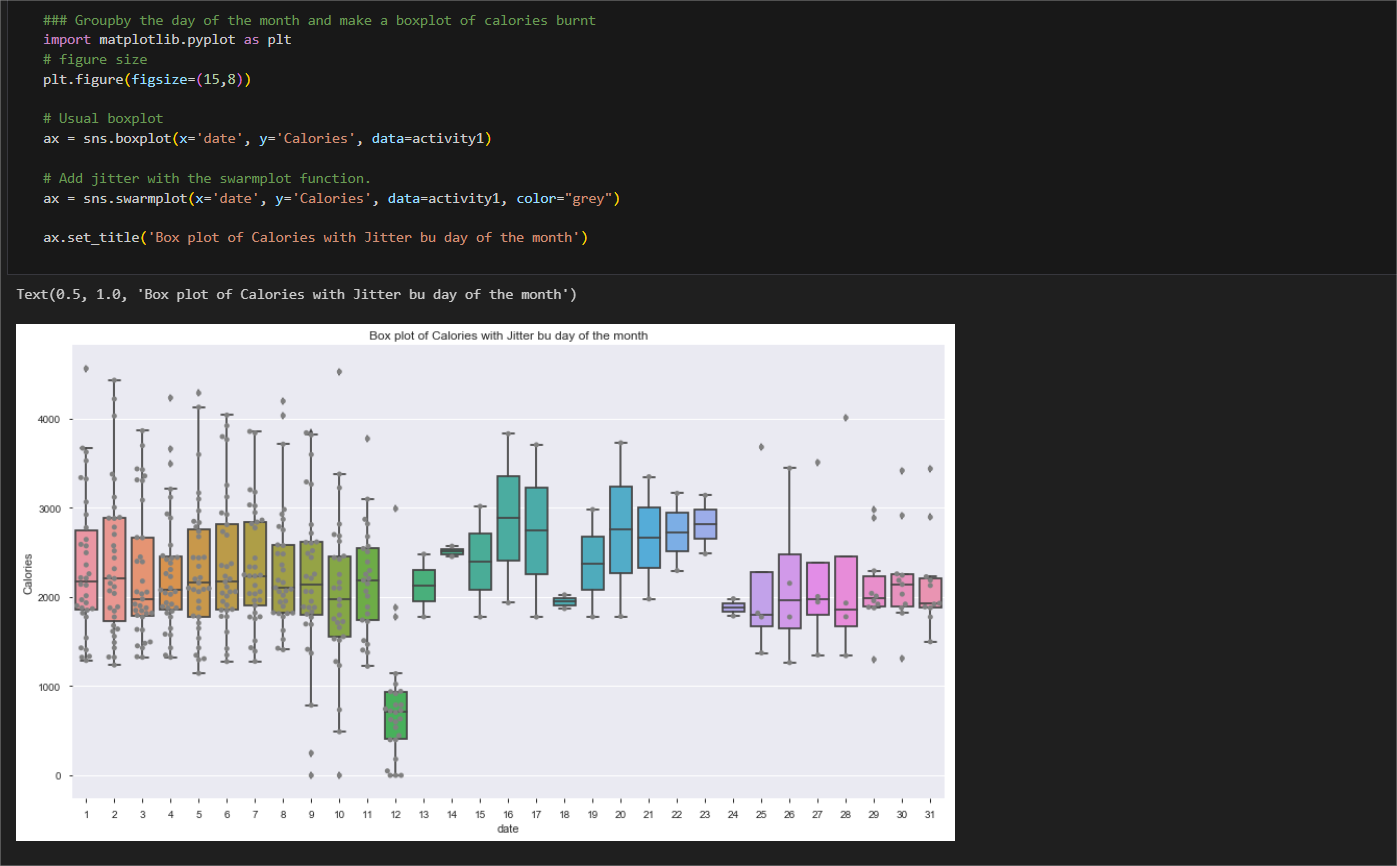 ### Groupby the day of the month and make a boxplot of calories burnt
import matplotlib.pyplot as plt
# figure size
plt.figure(figsize=(15,8))
# Usual boxplot
ax = sns.boxplot(x='date', y='Calories', data=activity1)
# Add jitter with the swarmplot function.
ax = sns.swarmplot(x='date', y='Calories', data=activity1, color="grey")
ax.set_title('Box plot of Calories with Jitter bu day of the month')
Text(0.5, 1.0, 'Box plot of Calories with Jitter bu day of the month')
Box plot of Calories with Jitter bu day of the month
4000
3000
Calories
2000
1000
0
1 2 3 4 5 6 7 8 9 10 11 12 13 14 15 16 17 18 19 20 21 22 23 24 25 26 27 28 29 30 31
date